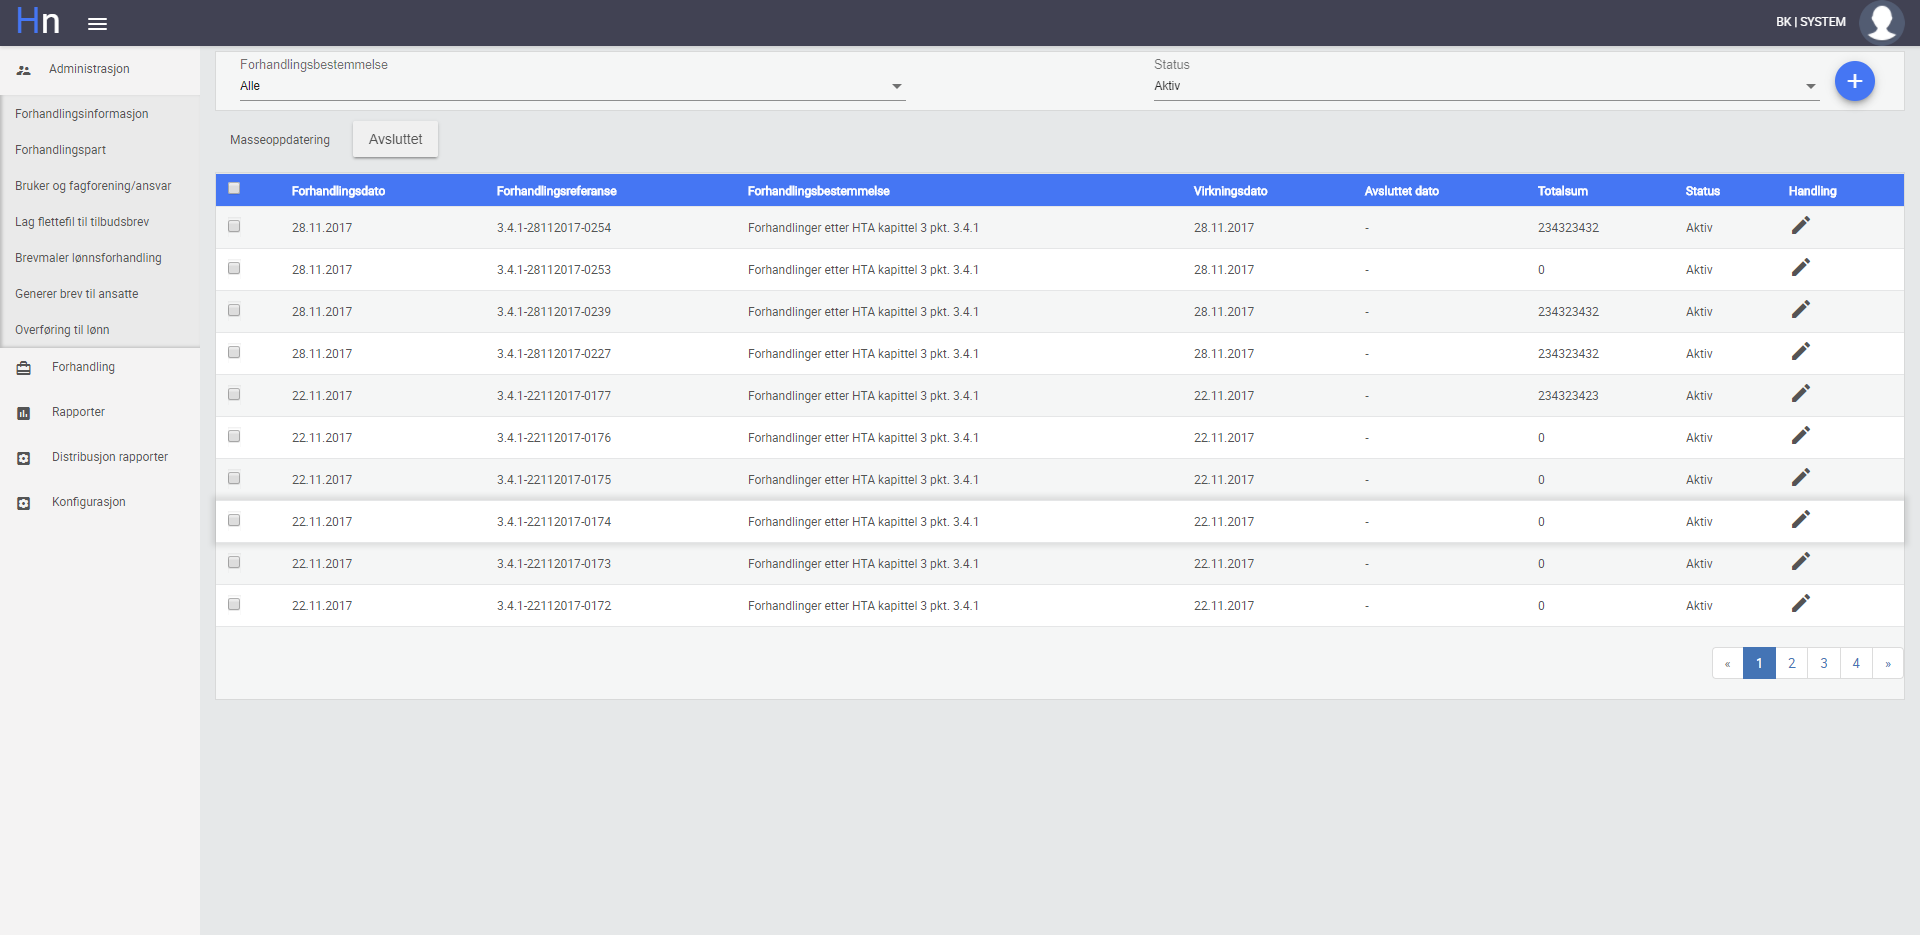 Hn
BK | SYSTEM
Administrasjon
Forhandlingsinformasjon
Forhandlingspart
Bruker og fagforening/ansvar
Lag flettefil til tilbudsbrev
Brevmaler lønnsforhandling
Generer brev til ansatte
Overføring til lønn
Forhandling
Rapporter
Distribusjon rapporter
Konfigurasjon
Forhandlingsbestemmelse
Alle
Status
Aktiv
+
Masseoppdatering Avsluttet
Forhandlingsdato Forhandlingsreferanse Forhandlingsbestemmelse Virkningsdato Avsluttet dato Totalsum Status Handling
28.11.2017 3.4.1-28112017-0254 Forhandlinger etter HTA kapittel 3 pkt. 3.4.1 28.11.2017 - 234323432 Aktiv
28.11.2017 3.4.1-28112017-0253 Forhandlinger etter HTA kapittel 3 pkt. 3.4.1 28.11.2017 - 0 Aktiv
28.11.2017 3.4.1-28112017-0239 Forhandlinger etter HTA kapittel 3 pkt. 3.4.1 28.11.2017 - 234323432 Aktiv
28.11.2017 3.4.1-28112017-0227 Forhandlinger etter HTA kapittel 3 pkt. 3.4.1 28.11.2017 - 234323432 Aktiv
22.11.2017 3.4.1-22112017-0177 Forhandlinger etter HTA kapittel 3 pkt. 3.4.1 22.11.2017 - 234323423 Aktiv
22.11.2017 3.4.1-22112017-0176 Forhandlinger etter HTA kapittel 3 pkt. 3.4.1 22.11.2017 - 0 Aktiv
22.11.2017 3.4.1-22112017-0175 Forhandlinger etter HTA kapittel 3 pkt. 3.4.1 22.11.2017 - 0 Aktiv
22.11.2017 3.4.1-22112017-0174 Forhandlinger etter HTA kapittel 3 pkt. 3.4.1 22.11.2017 - 0 Aktiv
22.11.2017 3.4.1-22112017-0173 Forhandlinger etter HTA kapittel 3 pkt. 3.4.1 22.11.2017 - 0 Aktiv
22.11.2017 3.4.1-22112017-0172 Forhandlinger etter HTA kapittel 3 pkt. 3.4.1 22.11.2017 - 0 Aktiv
« 1 2 3 4 »